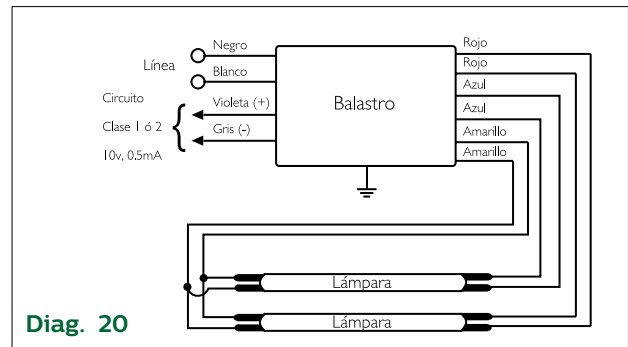 Negro
Línea
Blanco
Circuito
Clase 1 ó 2
10v, 0.5mA
Violeta (+)
Gris (-)
Balastro
Rojo
Rojo
Azul
Azul
Amarillo
Amarillo
Lámpara
Lámpara
Diag. 20